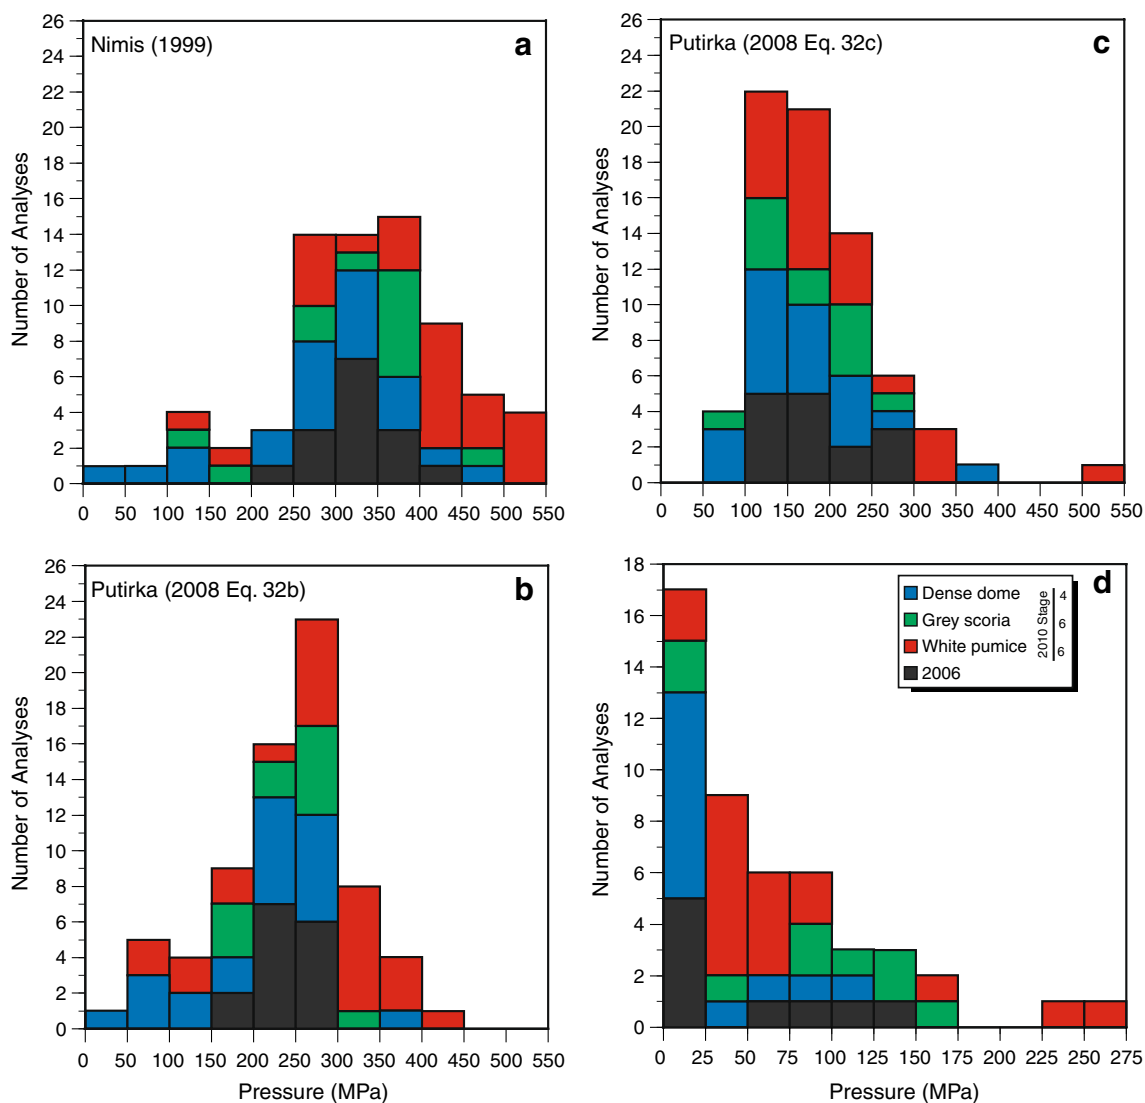 Nimis (1999)
a
26
24
22
20
18
16
14
12
10
8
6
4
2
0
Number of Analyses
0 50 100 150 200 250 300 350 400 450 500 550
Putirka (2008 Eq. 32c)
c
26
24
22
20
18
16
14
12
10
8
6
4
2
0
Number of Analyses
0 50 100 150 200 250 300 350 400 450 500 550
Putirka (2008 Eq. 32b)
b
26
24
22
20
18
16
14
12
10
8
6
4
2
0
Number of Analyses
0 50 100 150 200 250 300 350 400 450 500 550
Pressure (MPa)
d
18
16
14
12
10
8
6
4
2
0
Number of Analyses
Dense dome
Grey scoria
White pumice
2006
2010 Stage
4
6
6
0 25 50 75 100 125 150 175 200 225 250 275
Pressure (MPa)